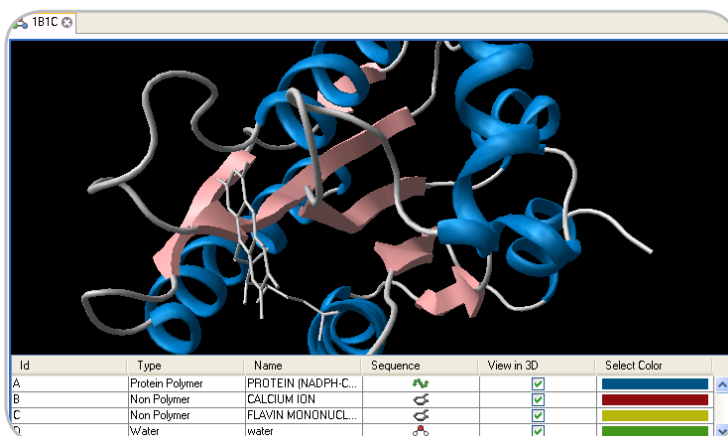 1B1C
Id Type Name Sequence View in 3D Select Color
A Protein Polymer PROTEIN (NADPH-C...
B Non Polymer CALCIUM ION
C Non Polymer FLAVIN MONONUCL...
D Water water